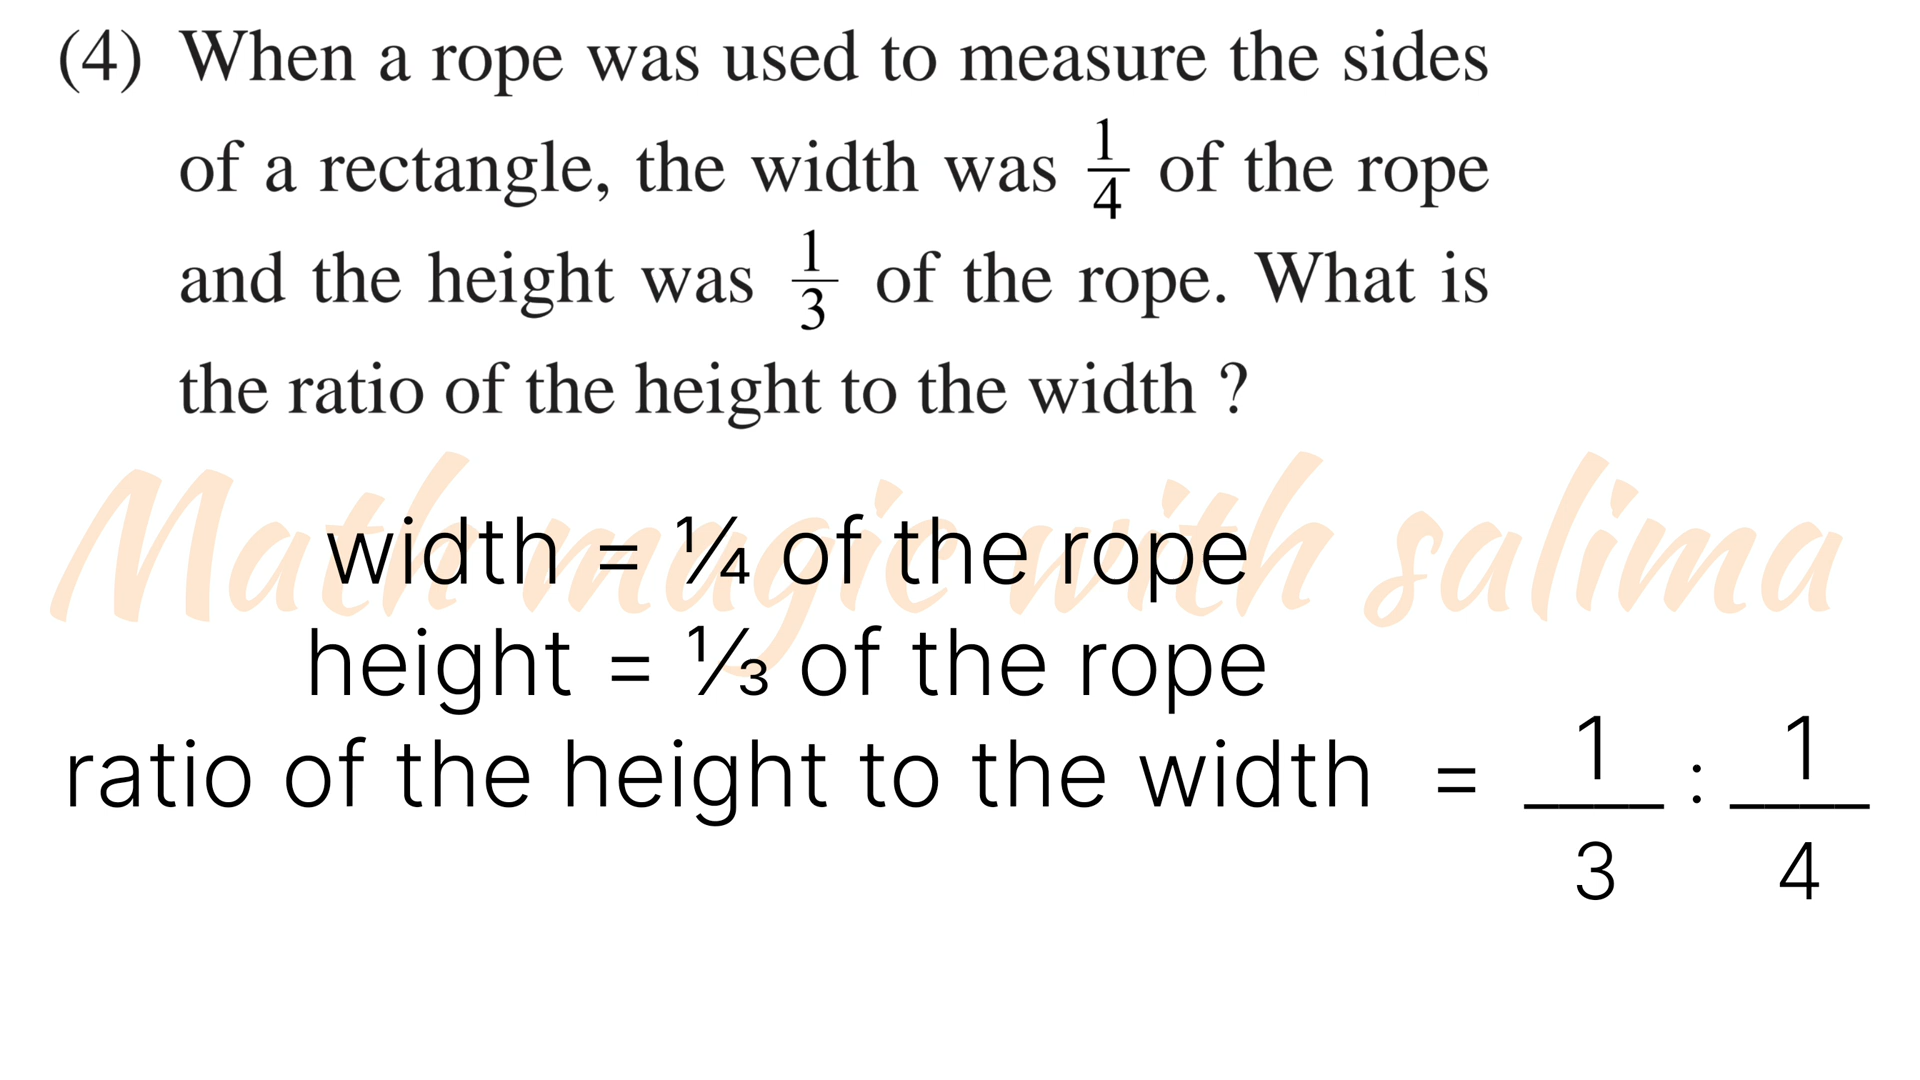 (4) When a rope was used to measure the sides
of a rectangle, the width was 1/4 of the rope
and the height was 1/3 of the rope. What is
the ratio of the height to the width ?
Math magic with salima
width = ¼ of the rope
height = ⅓ of the rope
ratio of the height to the width = 1/3 : 1/4